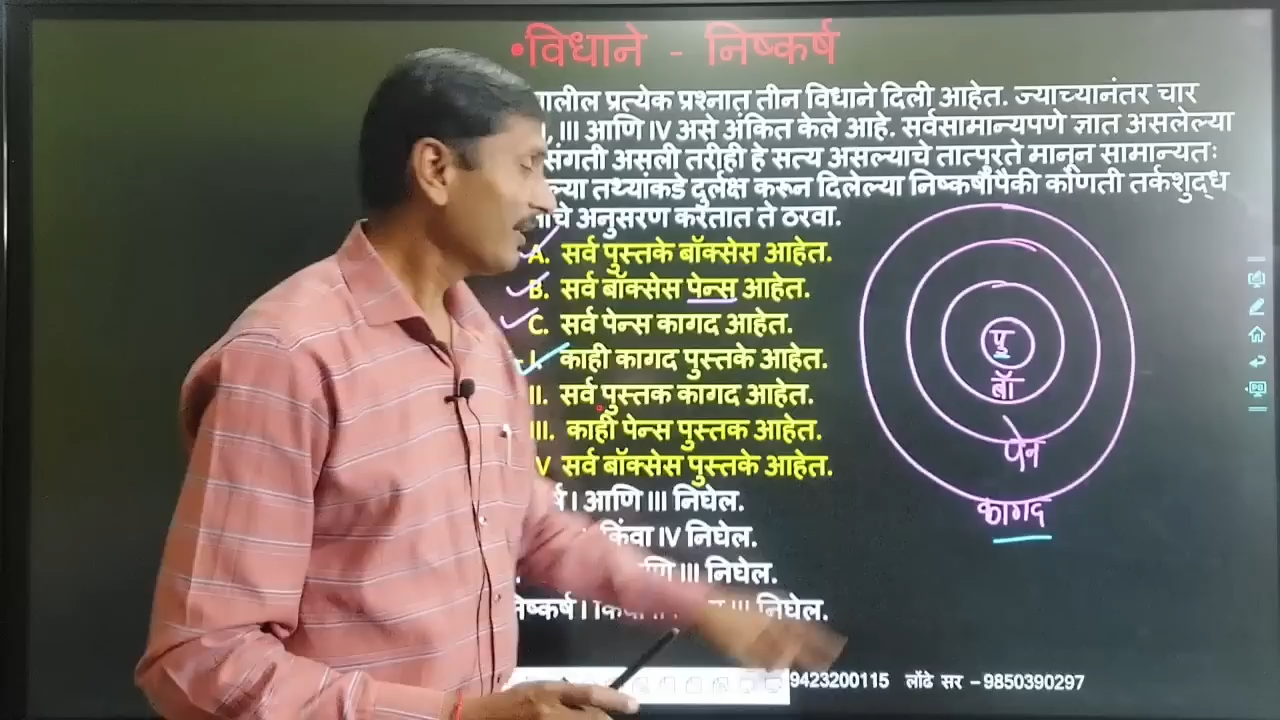 •विधाने - निष्कर्ष
प्रत्येक प्रश्नात तीन विधाने दिली आहेत. ज्याच्यानंतर चार
III आणि IV असे अंकित केले आहे. सर्वसामान्यपणे ज्ञात असलेल्या
असली तरीही हे सत्य असल्याचे तात्पुरते मानून सामान्यतः
तथ्यांकडे दुर्लक्ष करून दिलेल्या निष्कर्षांपैकी कोणती तर्कशुद्ध
अनुसरण करतात ते ठरवा.
A. सर्व पुस्तके बॉक्सेस आहेत.
B. सर्व बॉक्सेस पेन्स आहेत.
C. सर्व पेन्स कागद आहेत.
I. काही कागद पुस्तके आहेत.
II. सर्व पुस्तक कागद आहेत.
III. काही पेन्स पुस्तक आहेत.
IV सर्व बॉक्सेस पुस्तके आहेत.
I आणि III निघेल.
किंवा IV निघेल.
III निघेल.
निष्कर्ष I III निघेल.
पु
बॉ
पेन
कागद
9423200115 लोंढे सर -9850390297